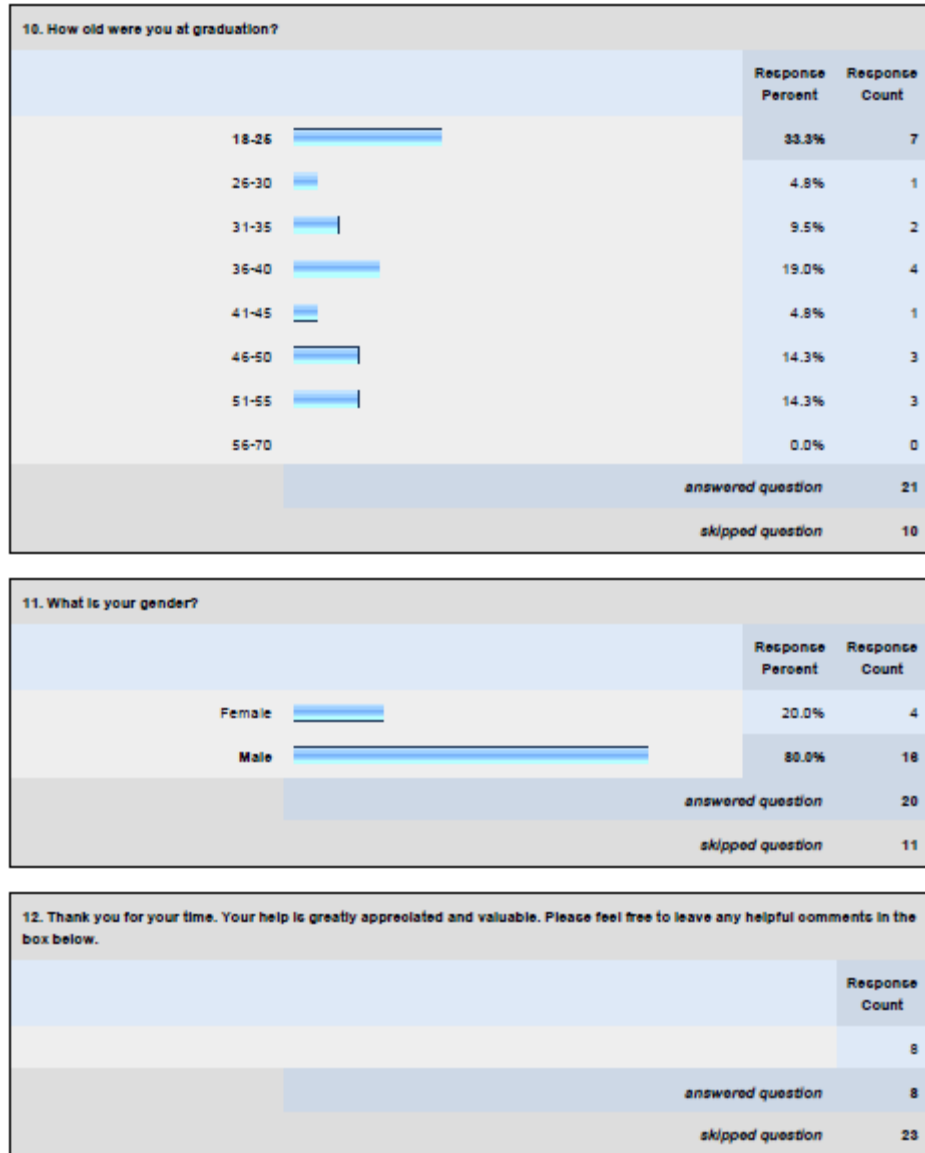 10. How old were you at graduation?
Response Percent Response Count
18-25 33.3% 7
26-30 4.8% 1
31-35 9.5% 2
36-40 19.0% 4
41-45 4.8% 1
46-50 14.3% 3
51-55 14.3% 3
56-70 0.0% 0
answered question 21
skipped question 10
11. What is your gender?
Response Percent Response Count
Female 20.0% 4
Male 80.0% 16
answered question 20
skipped question 11
12. Thank you for your time. Your help is greatly appreciated and valuable. Please feel free to leave any helpful comments in the
box below.
Response
Count
8
answered question 8
skipped question 23